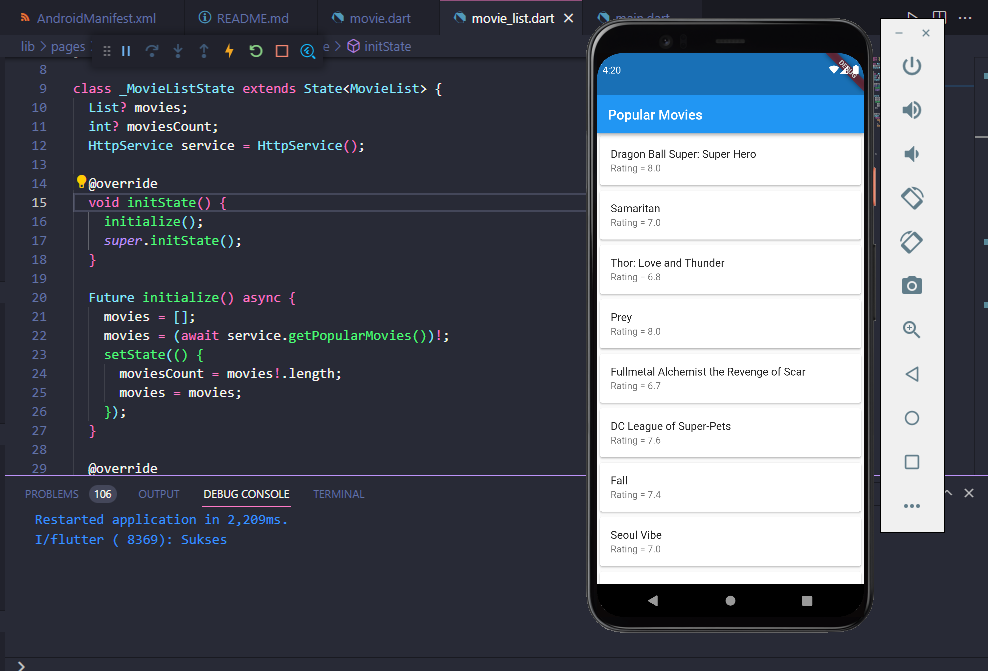 AndroidManifest.xml
README.md
movie.dart
movie_list.dart
main.dart
lib > pages
e > initState
8
9 class _MovieListState extends State<MovieList> {
10 List? movies;
11 int? moviesCount;
12 HttpService service = HttpService();
13
14 @override
15 void initState() {
16 initialize();
17 super.initState();
18 }
19
20 Future initialize() async {
21 movies = [];
22 movies = (await service.getPopularMovies())!;
23 setState(() {
24 moviesCount = movies!.length;
25 movies = movies;
26 });
27 }
28
29 @override
PROBLEMS 106 OUTPUT DEBUG CONSOLE TERMINAL
Restarted application in 2,209ms.
I/flutter ( 8369): Sukses
4:20
DEBUG
Popular Movies
Dragon Ball Super: Super Hero
Rating = 8.0
Samaritan
Rating = 7.0
Thor: Love and Thunder
Rating = 6.8
Prey
Rating = 8.0
Fullmetal Alchemist the Revenge of Scar
Rating = 6.7
DC League of Super-Pets
Rating = 7.6
Fall
Rating = 7.4
Seoul Vibe
Rating = 7.0